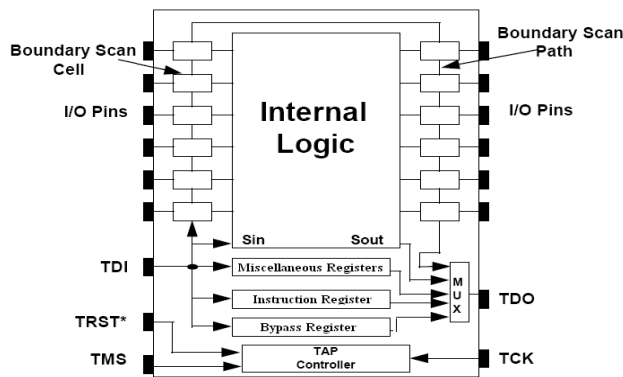 Boundary Scan
Cell
Boundary Scan
Path
I/O Pins
Internal
Logic
I/O Pins
Sin
Sout
TDI
Miscellaneous Registers
Instruction Register
Bypass Register
MUX
TDO
TRST*
TMS
TAP
Controller
TCK